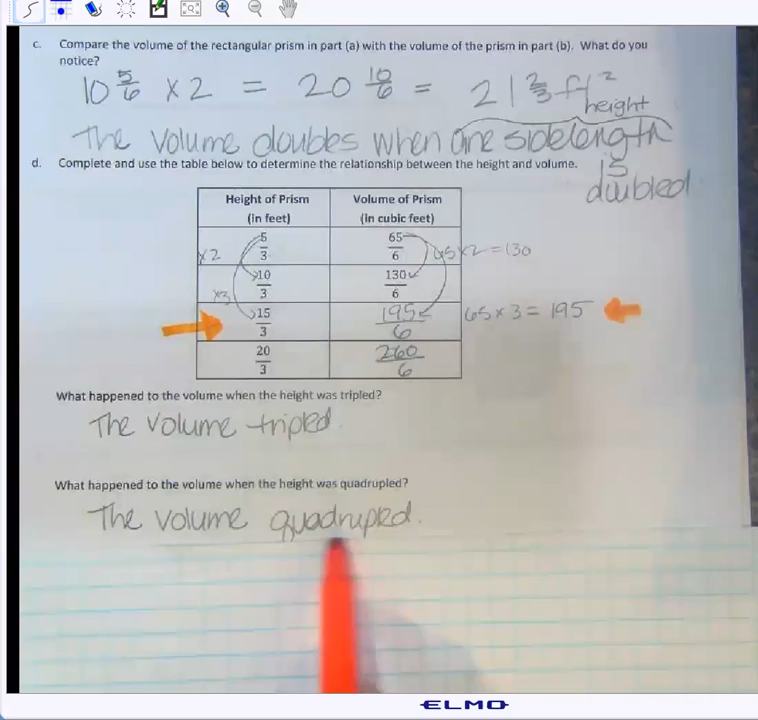 c. Compare the volume of the rectangular prism in part (a) with the volume of the prism in part (b). What do you
notice?
10 5/6 x 2 = 20 10/6 = 21 2/3 ft²
height
The volume doubles when one sidelength
is
doubled
d. Complete and use the table below to determine the relationship between the height and volume.
Height of Prism Volume of Prism
(in feet) (in cubic feet)
x2 5/3 65/6 65x2=130
x3 10/3 130/6
15/3 195/6 65x3=195
20/3 260/6
What happened to the volume when the height was tripled?
The volume tripled.
What happened to the volume when the height was quadrupled?
The volume quadrupled.
ELMO